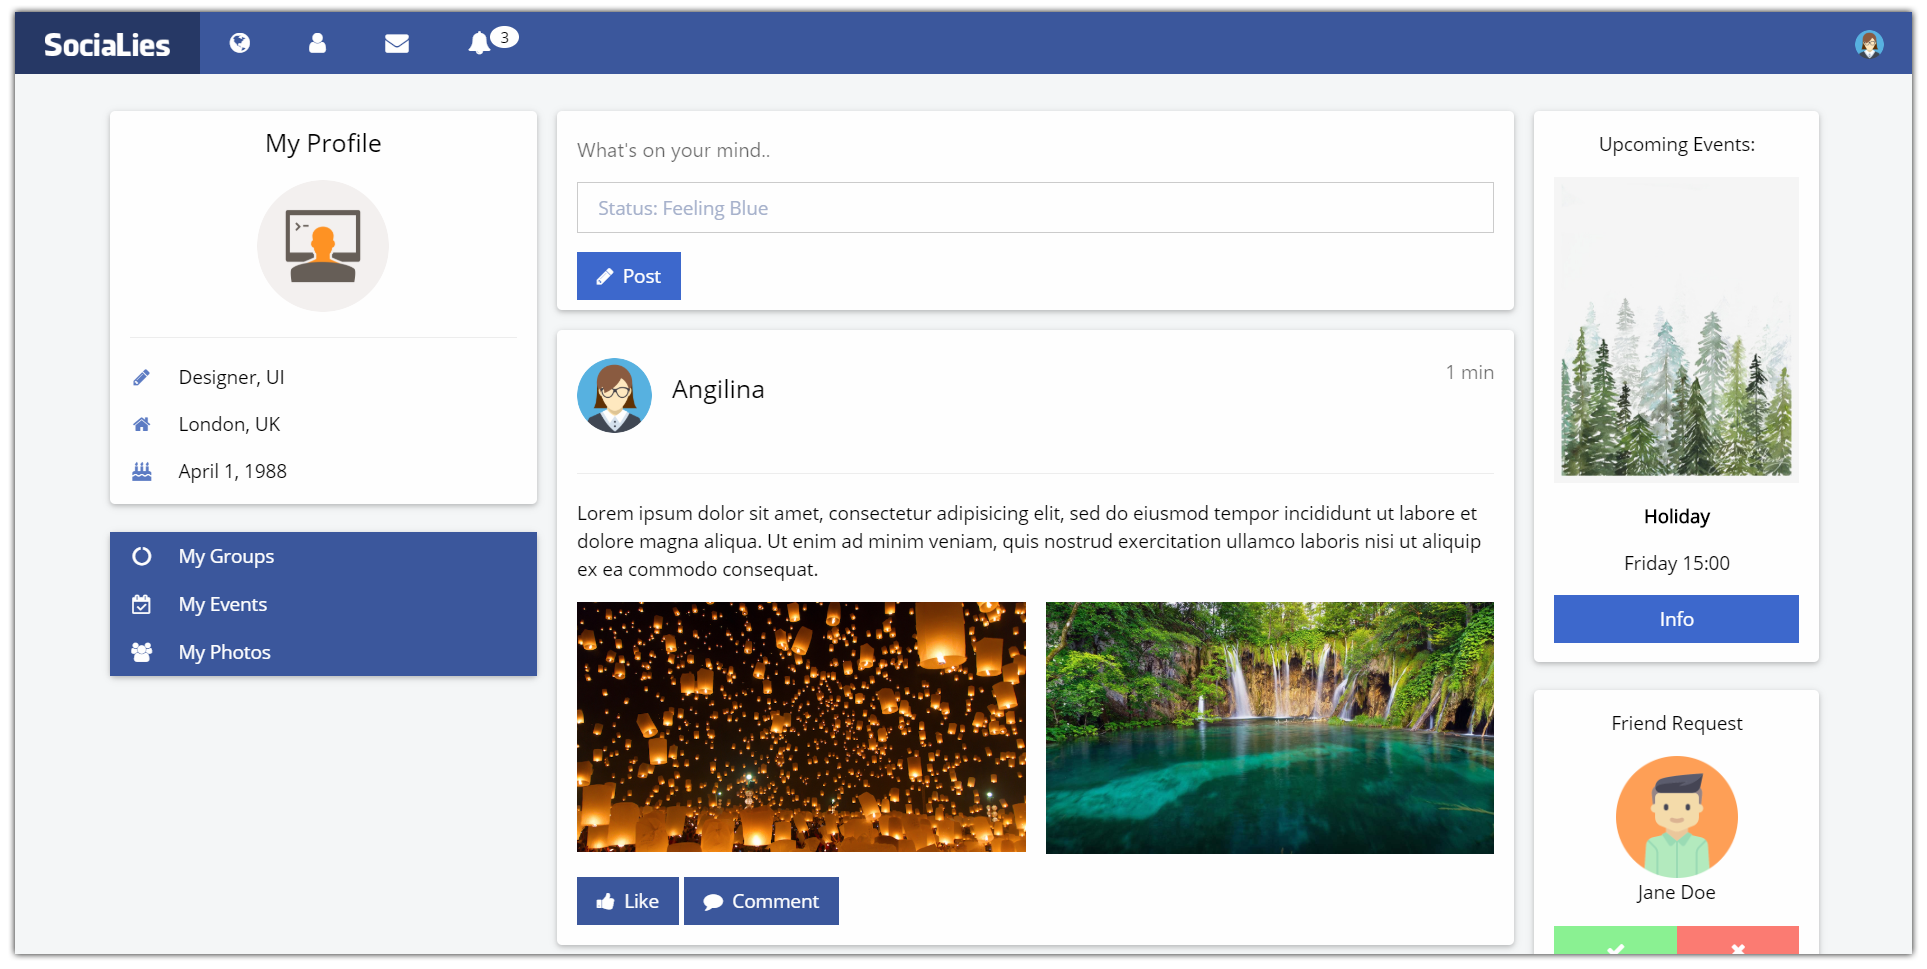 SociaLies
3
My Profile
Designer, UI
London, UK
April 1, 1988
My Groups
My Events
My Photos
What's on your mind..
Status: Feeling Blue
Post
Angilina
1 min
Lorem ipsum dolor sit amet, consectetur adipisicing elit, sed do eiusmod tempor incididunt ut labore et
dolore magna aliqua. Ut enim ad minim veniam, quis nostrud exercitation ullamco laboris nisi ut aliquip
ex ea commodo consequat.
Like
Comment
Upcoming Events:
Holiday
Friday 15:00
Info
Friend Request
Jane Doe